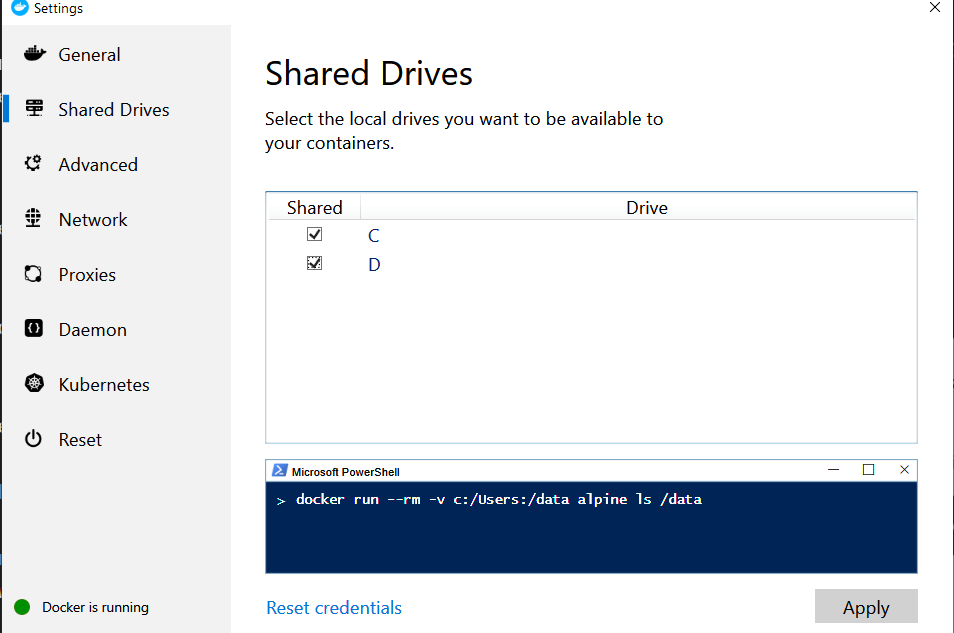 Settings
General
Shared Drives
Advanced
Network
Proxies
Daemon
Kubernetes
Reset
Docker is running
Shared Drives
Select the local drives you want to be available to
your containers.
Shared Drive
C
D
Microsoft PowerShell
> docker run --rm -v c:/Users:/data alpine ls /data
Reset credentials
Apply